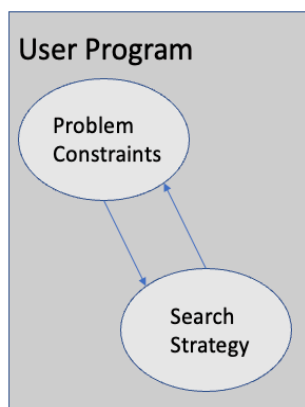 User Program
Problem
Constraints
Search
Strategy